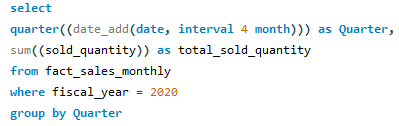 select
quarter((date_add(date, interval 4 month))) as Quarter,
sum((sold_quantity)) as total_sold_quantity
from fact_sales_monthly
where fiscal_year = 2020
group by Quarter